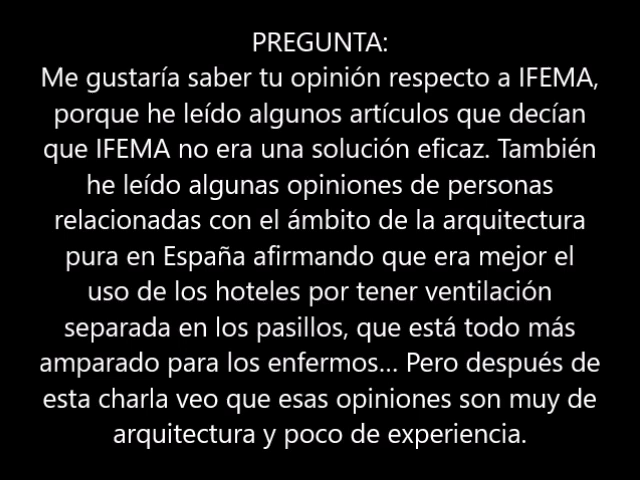 PREGUNTA:
Me gustaría saber tu opinión respecto a IFEMA,
porque he leído algunos artículos que decían
que IFEMA no era una solución eficaz. También
he leído algunas opiniones de personas
relacionadas con el ámbito de la arquitectura
pura en España afirmando que era mejor el
uso de los hoteles por tener ventilación
separada en los pasillos, que está todo más
amparado para los enfermos... Pero después de
esta charla veo que esas opiniones son muy de
arquitectura y poco de experiencia.